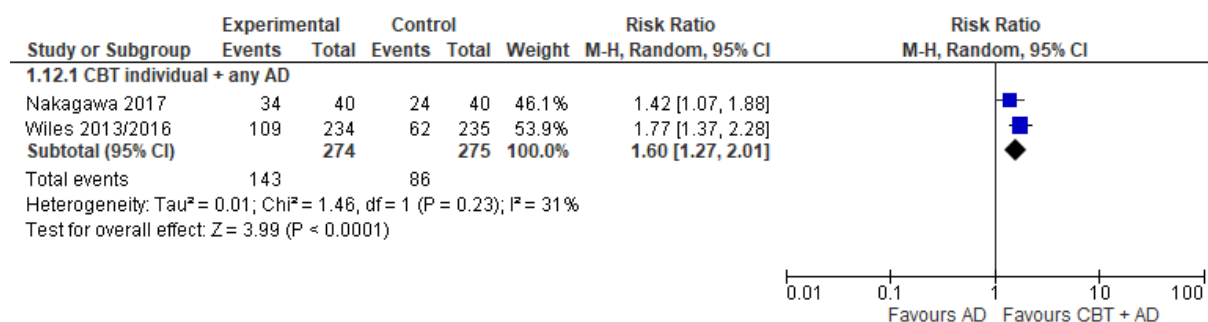 Experimental Control Risk Ratio Risk Ratio
Study or Subgroup Events Total Events Total Weight M-H, Random, 95% CI M-H, Random, 95% CI
1.12.1 CBT individual + any AD
Nakagawa 2017 34 40 24 40 46.1% 1.42 [1.07, 1.88]
Wiles 2013/2016 109 234 62 235 53.9% 1.77 [1.37, 2.28]
Subtotal (95% CI) 274 275 100.0% 1.60 [1.27, 2.01]
Total events 143 86
Heterogeneity: Tau² = 0.01; Chi² = 1.46, df = 1 (P = 0.23); I² = 31%
Test for overall effect: Z = 3.99 (P < 0.0001)
0.01 0.1 1 10 100
Favours AD Favours CBT + AD